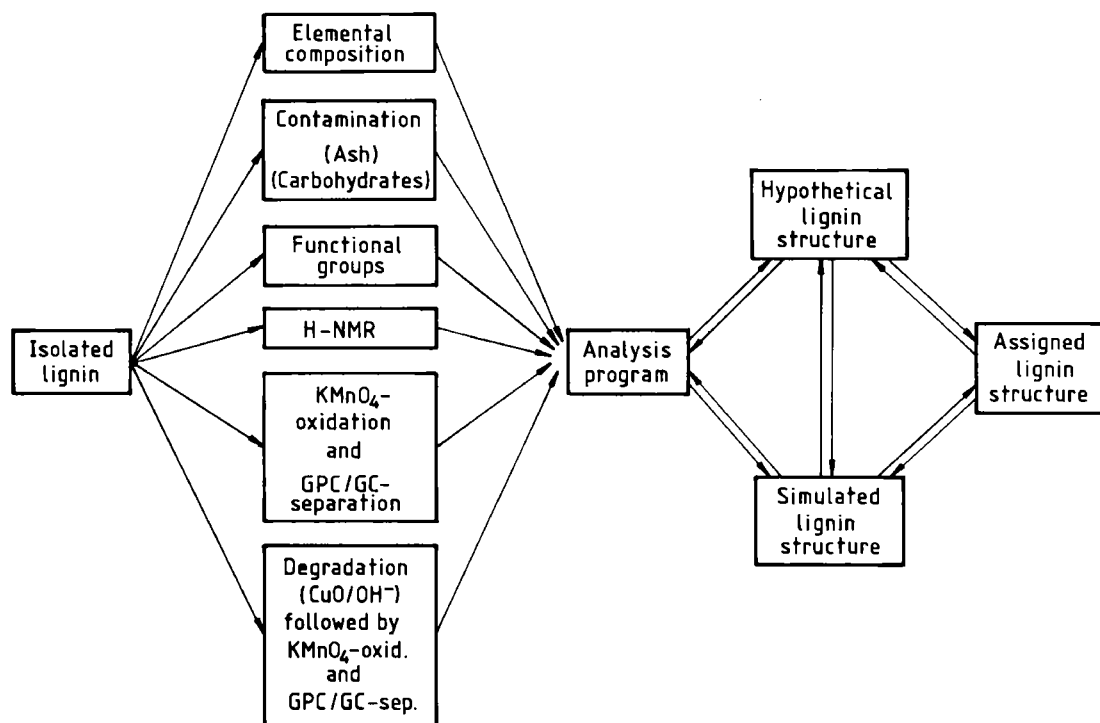 Isolated
lignin
Elemental
composition
Contamination
(Ash)
(Carbohydrates)
Functional
groups
H-NMR
KMnO₄-
oxidation
and
GPC/GC-
separation
Degradation
(CuO/OH⁻)
followed by
KMnO₄-oxid.
and
GPC/GC-sep.
Analysis
program
Hypothetical
lignin
structure
Simulated
lignin
structure
Assigned
lignin
structure